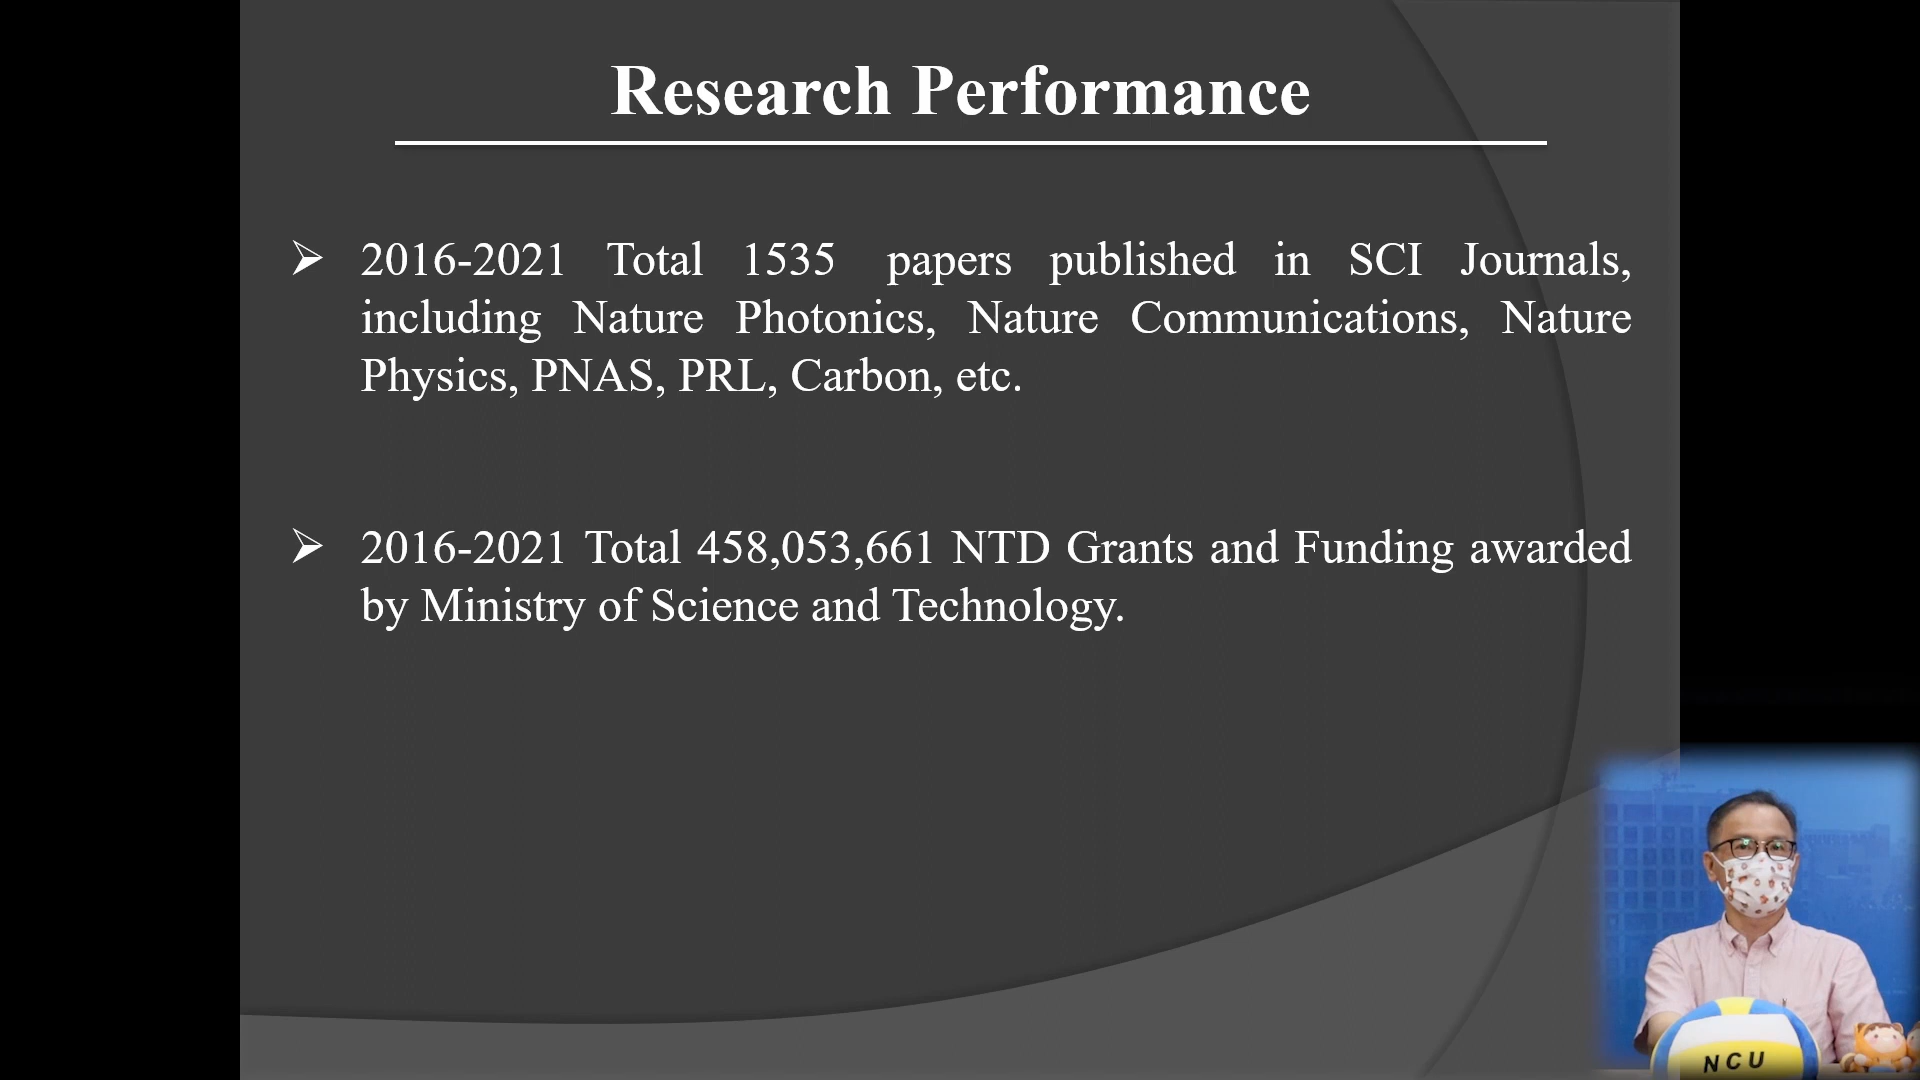 Research Performance
➢ 2016-2021 Total 1535 papers published in SCI Journals,
including Nature Photonics, Nature Communications, Nature
Physics, PNAS, PRL, Carbon, etc.
➢ 2016-2021 Total 458,053,661 NTD Grants and Funding awarded
by Ministry of Science and Technology.
NCU